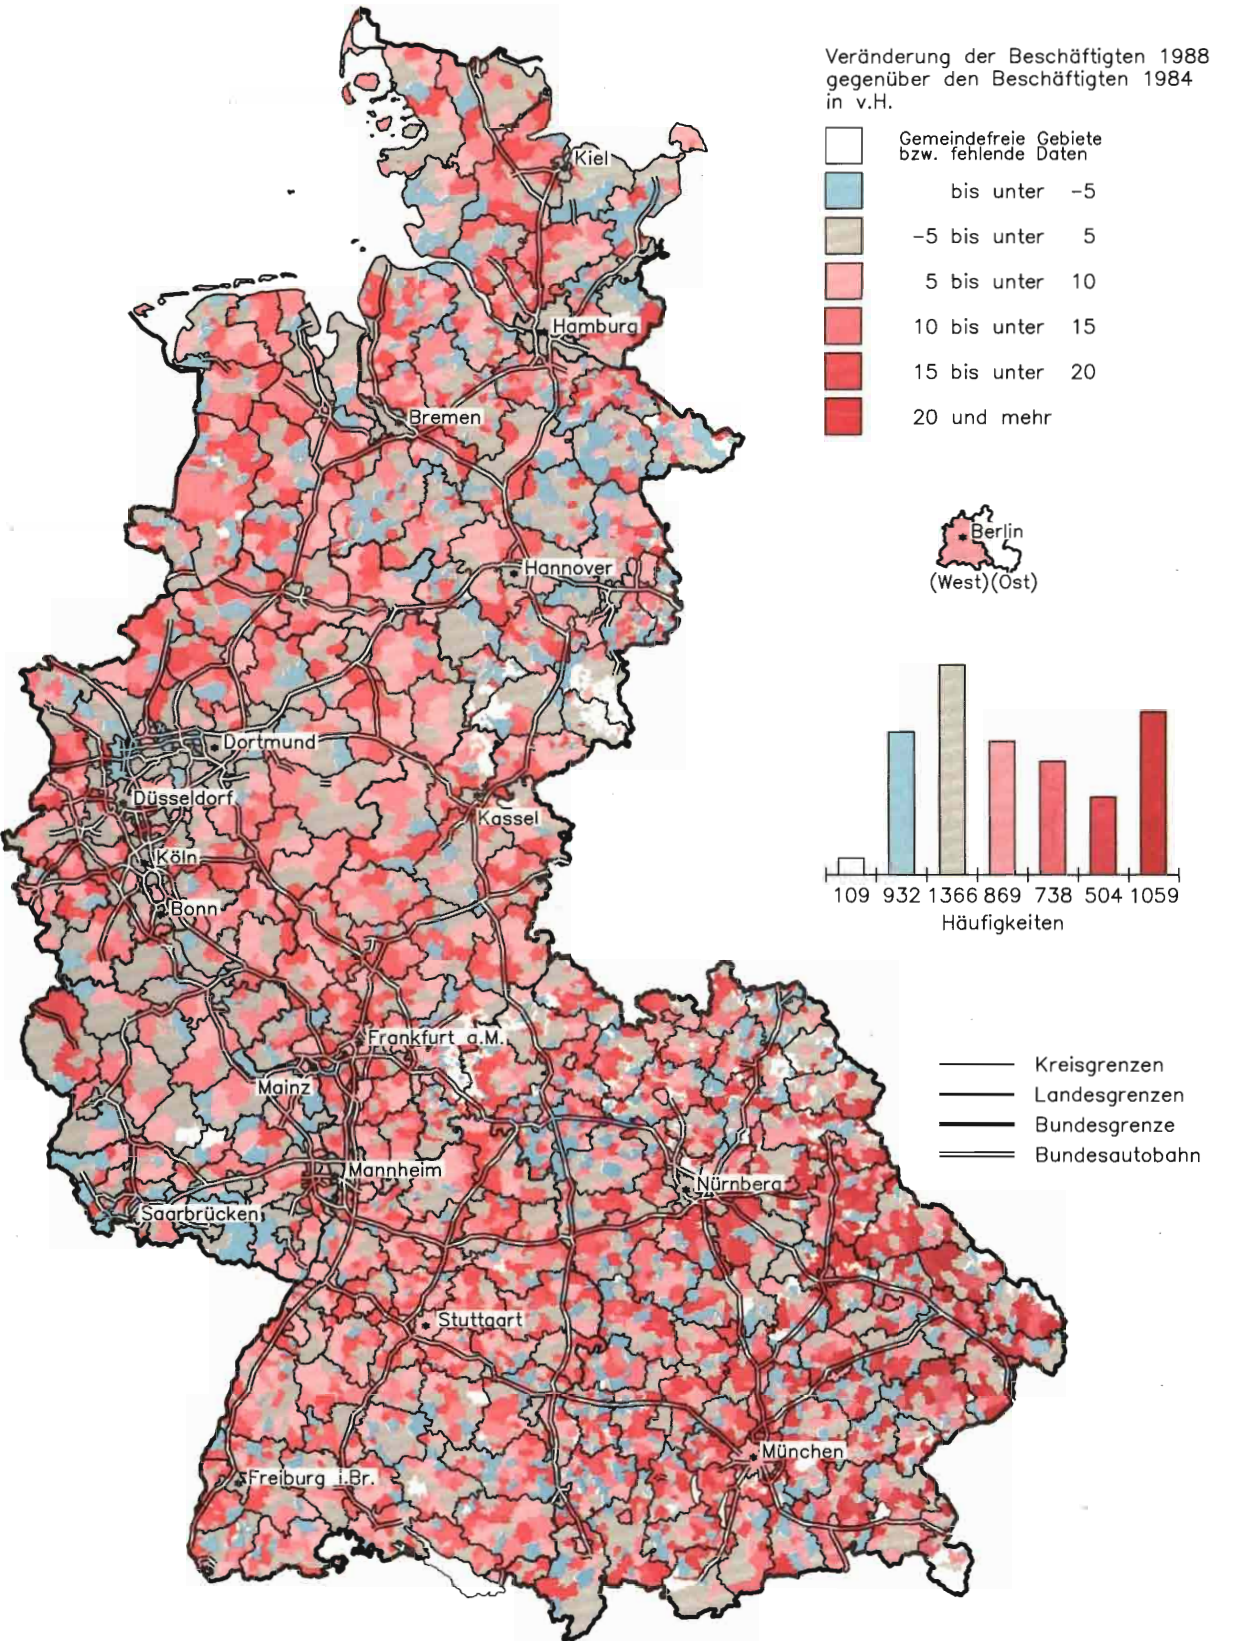 Veränderung der Beschäftigten 1988
gegenüber den Beschäftigten 1984
in v.H.
Gemeindefreie Gebiete
bzw. fehlende Daten
bis unter -5
-5 bis unter 5
5 bis unter 10
10 bis unter 15
15 bis unter 20
20 und mehr
Kiel
Hamburg
Bremen
Berlin
(West)(Ost)
Hannover
Dortmund
Düsseldorf
Kassel
Köln
Bonn
109 932 1366 869 738 504 1059
Häufigkeiten
Frankfurt a.M.
Mainz
Kreisgrenzen
Landesgrenzen
Bundesgrenze
Bundesautobahn
Mannheim
Nürnberg
Saarbrücken
Stuttgart
München
Freiburg i.Br.